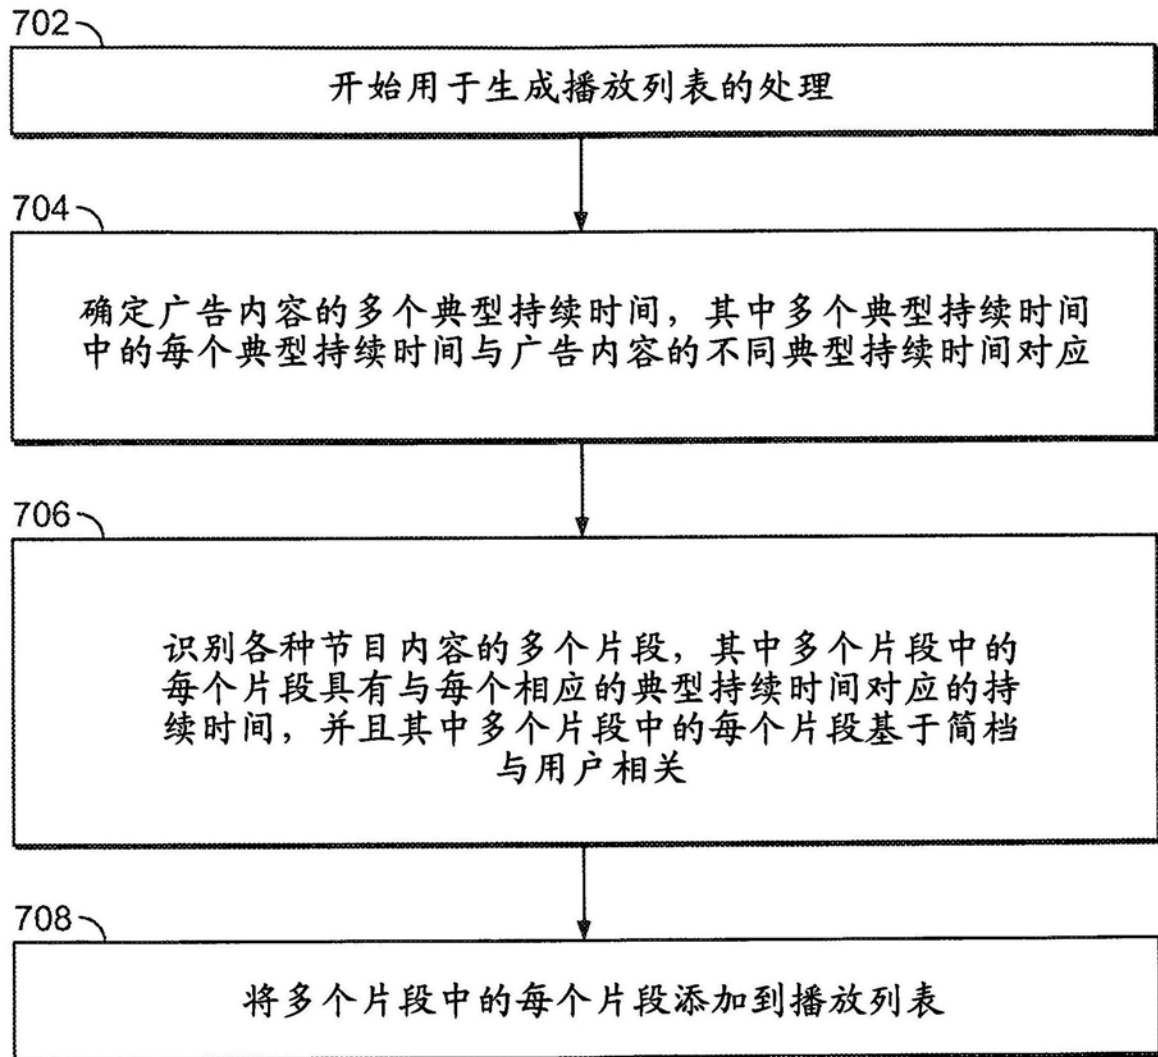 702
开始用于生成播放列表的处理
704
确定广告内容的多个典型持续时间，其中多个典型持续时间
中的每个典型持续时间与广告内容的不同典型持续时间对应
706
识别各种节目内容的多个片段，其中多个片段中的
每个片段具有与每个相应的典型持续时间对应的持
续时间，并且其中多个片段中的每个片段基于简档
与用户相关
708
将多个片段中的每个片段添加到播放列表